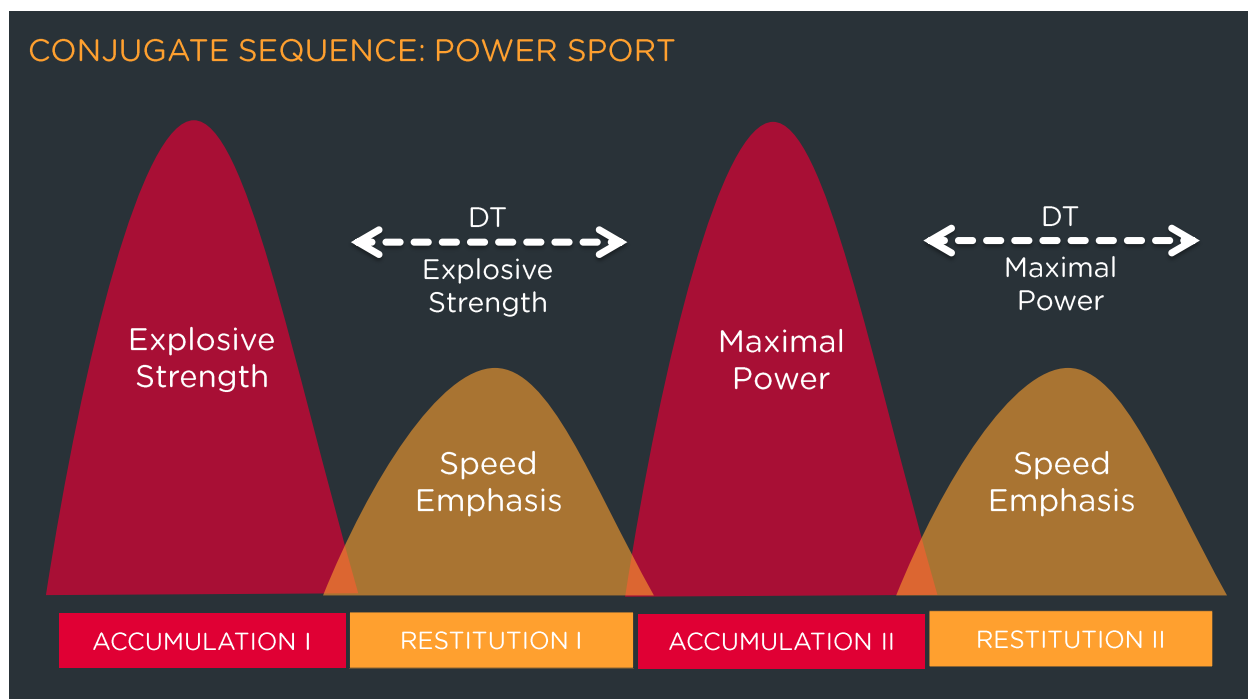 CONJUGATE SEQUENCE: POWER SPORT
DT
Explosive
Strength
DT
Maximal
Power
Explosive
Strength
Maximal
Power
Speed
Emphasis
Speed
Emphasis
ACCUMULATION I
RESTITUTION I
ACCUMULATION II
RESTITUTION II